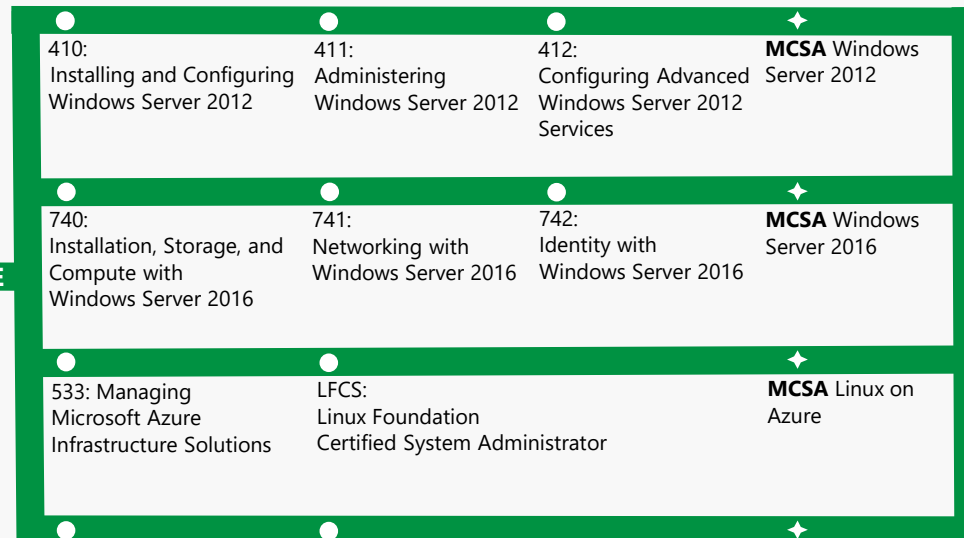 410:
Installing and Configuring
Windows Server 2012
411:
Administering
Windows Server 2012
412:
Configuring Advanced
Windows Server 2012
Services
MCSA Windows
Server 2012
740:
Installation, Storage, and
Compute with
Windows Server 2016
741:
Networking with
Windows Server 2016
742:
Identity with
Windows Server 2016
MCSA Windows
Server 2016
E
533: Managing
Microsoft Azure
Infrastructure Solutions
LFCS:
Linux Foundation
Certified System Administrator
MCSA Linux on
Azure